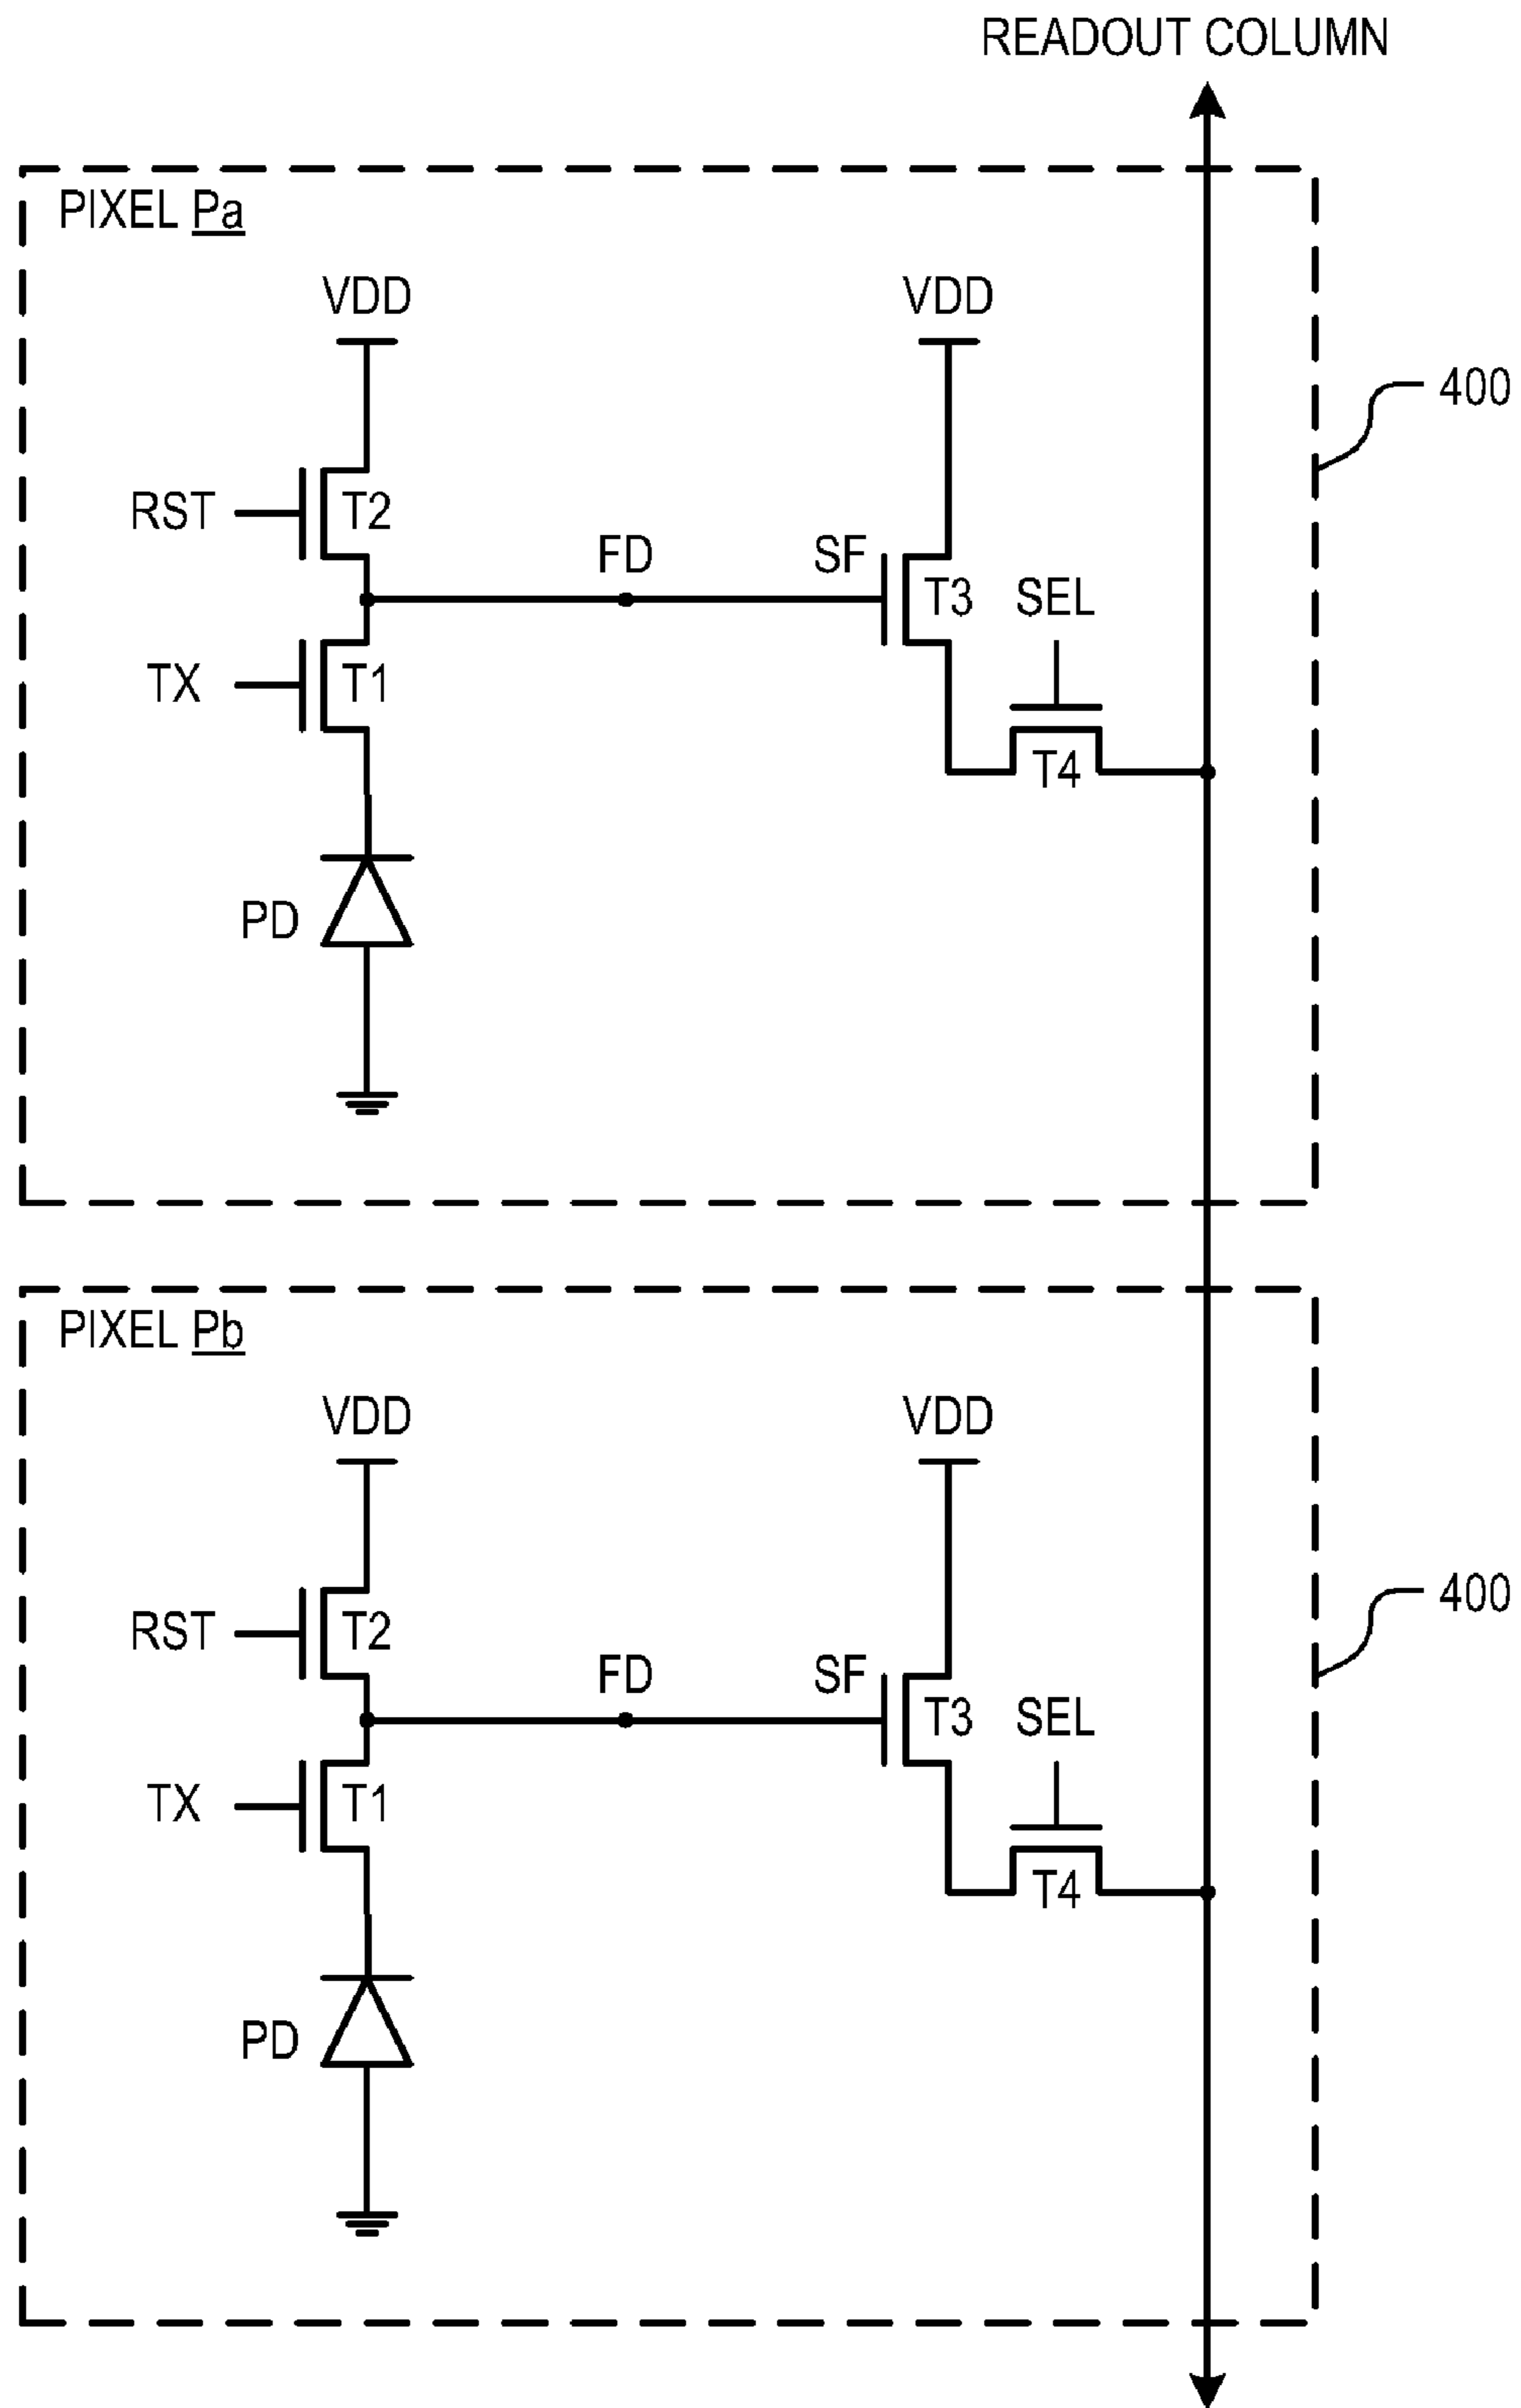 READOUT COLUMN
PIXEL Pa
VDD
VDD
400
RST
T2
FD
SF
T3
SEL
TX
T1
T4
PD
PIXEL Pb
VDD
VDD
400
RST
T2
FD
SF
T3
SEL
TX
T1
T4
PD